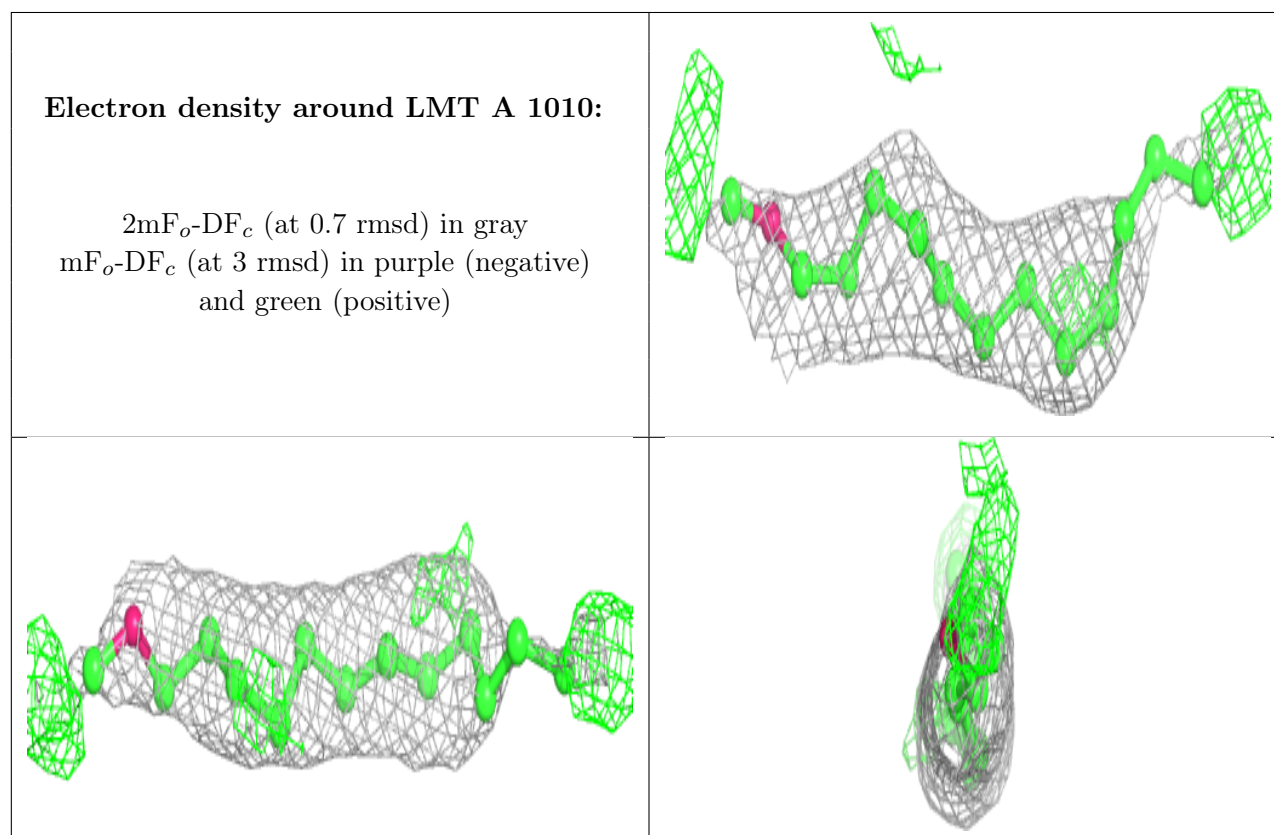 Electron density around LMT A 1010:
2mFo-DFc (at 0.7 rmsd) in gray
mFo-DFc (at 3 rmsd) in purple (negative)
and green (positive)